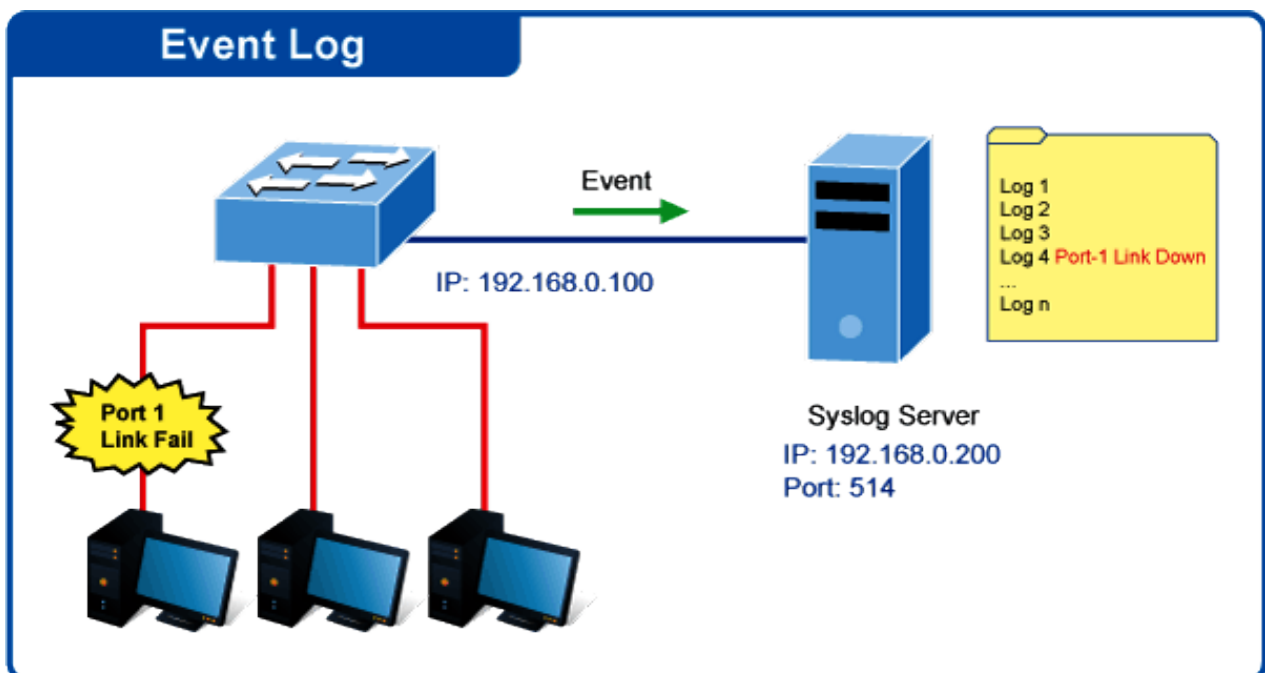 Event Log
Event
IP: 192.168.0.100
Log 1
Log 2
Log 3
Log 4 Port-1 Link Down
...
Log n
Port 1
Link Fail
Syslog Server
IP: 192.168.0.200
Port: 514